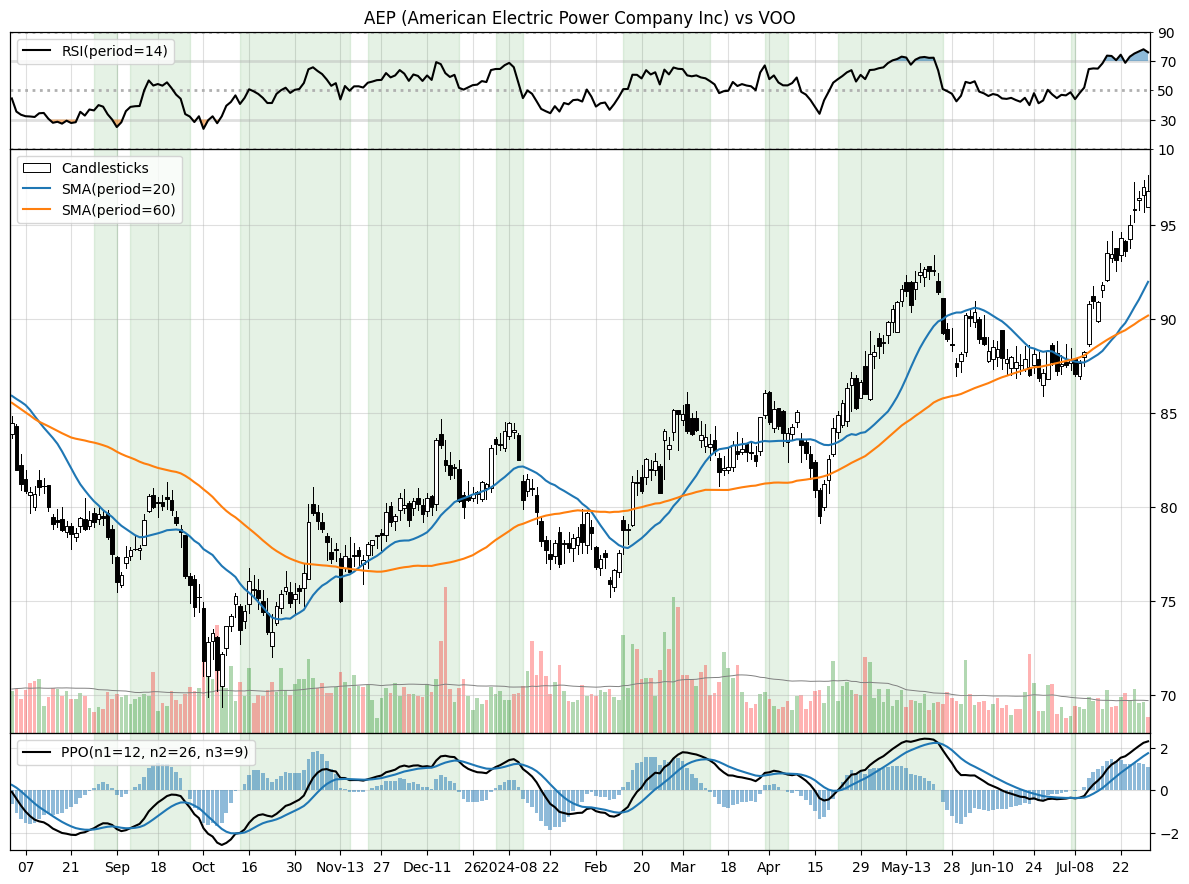 AEP (American Electric Power Company Inc) vs VOO
RSI(period=14)
90
70
50
30
10
Candlesticks
SMA(period=20)
SMA(period=60)
95
90
85
80
75
70
PPO(n1=12, n2=26, n3=9)
2
0
−2
07 21 Sep 18 Oct 16 30 Nov-13 27 Dec-11 26 2024-08 22 Feb 20 Mar 18 Apr 15 29 May-13 28 Jun-10 24 Jul-08 22